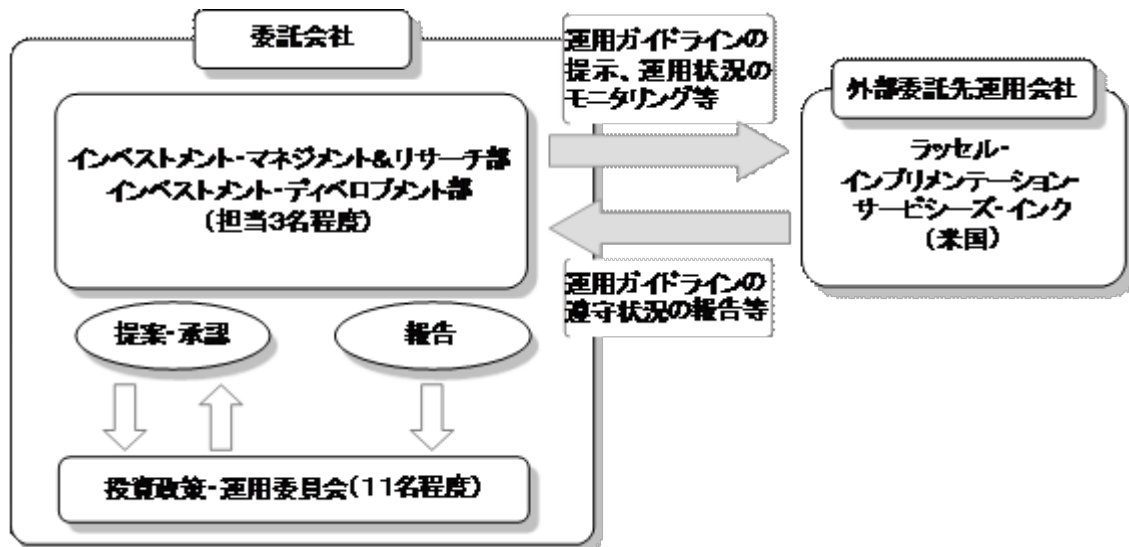 委託会社
インベストメント・マネジメント&リサーチ部
インベストメント・ディベロプメント部
(担当3名程度)
提案・承認
報告
投資政策・運用委員会(11名程度)
運用ガイドラインの
提示、運用状況の
モニタリング等
運用ガイドラインの
遵守状況の報告等
外部委託先運用会社
ラッセル・
インプリメンテーション・
サービシーズ・インク
(米国)